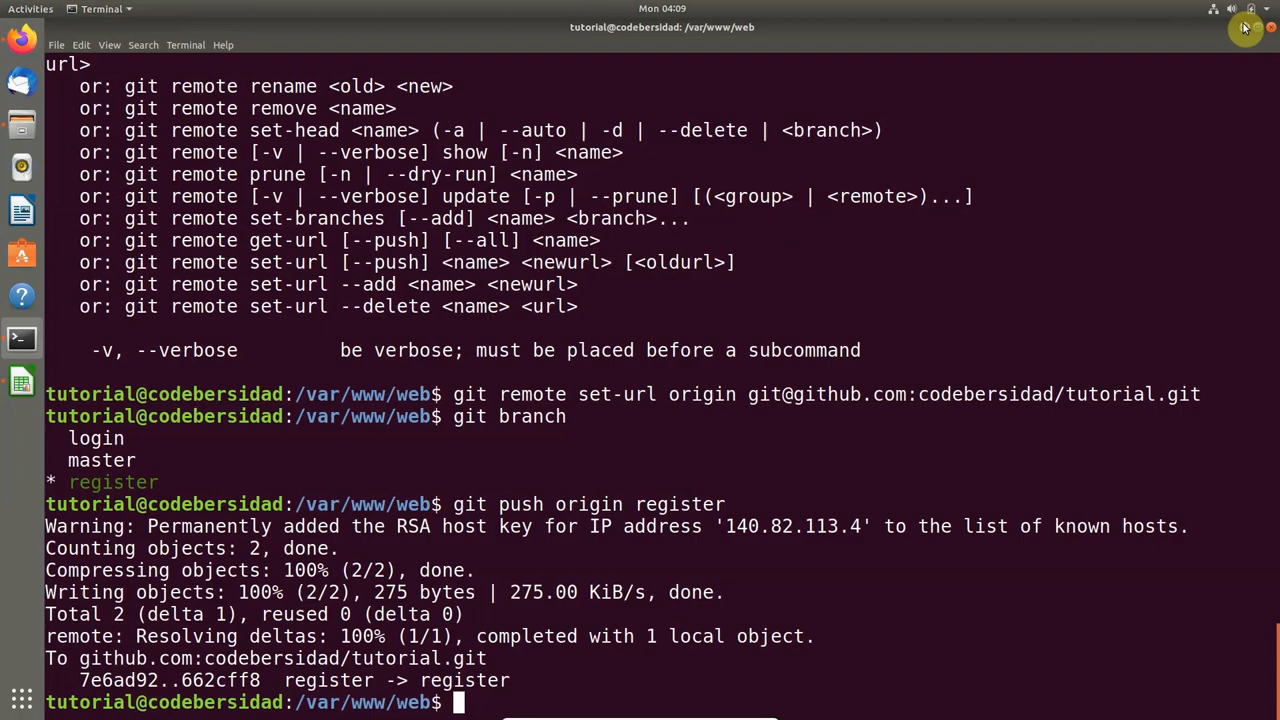 Activities
Terminal
Mon 04:09
tutorial@codebersidad: /var/www/web
File Edit View Search Terminal Help
url>
   or: git remote rename <old> <new>
   or: git remote remove <name>
   or: git remote set-head <name> (-a | --auto | -d | --delete | <branch>)
   or: git remote [-v | --verbose] show [-n] <name>
   or: git remote prune [-n | --dry-run] <name>
   or: git remote [-v | --verbose] update [-p | --prune] [(<group> | <remote>)...]
   or: git remote set-branches [--add] <name> <branch>...
   or: git remote get-url [--push] [--all] <name>
   or: git remote set-url [--push] <name> <newurl> [<oldurl>]
   or: git remote set-url --add <name> <newurl>
   or: git remote set-url --delete <name> <url>
    -v, --verbose         be verbose; must be placed before a subcommand
tutorial@codebersidad:/var/www/web$ git remote set-url origin git@github.com:codebersidad/tutorial.git
tutorial@codebersidad:/var/www/web$ git branch
  login
  master
* register
tutorial@codebersidad:/var/www/web$ git push origin register
Warning: Permanently added the RSA host key for IP address '140.82.113.4' to the list of known hosts.
Counting objects: 2, done.
Compressing objects: 100% (2/2), done.
Writing objects: 100% (2/2), 275 bytes | 275.00 KiB/s, done.
Total 2 (delta 1), reused 0 (delta 0)
remote: Resolving deltas: 100% (1/1), completed with 1 local object.
To github.com:codebersidad/tutorial.git
   7e6ad92..662cff8  register -> register
tutorial@codebersidad:/var/www/web$